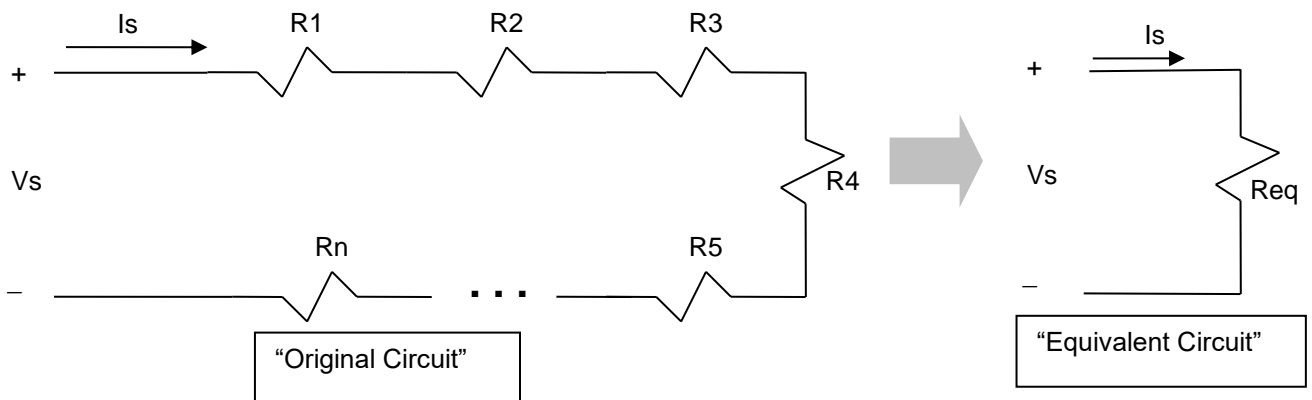 Is
R1
R2
R3
+
Vs
R4
Rn
R5
–
. . .
“Original Circuit”
Is
+
Vs
Req
–
“Equivalent Circuit”